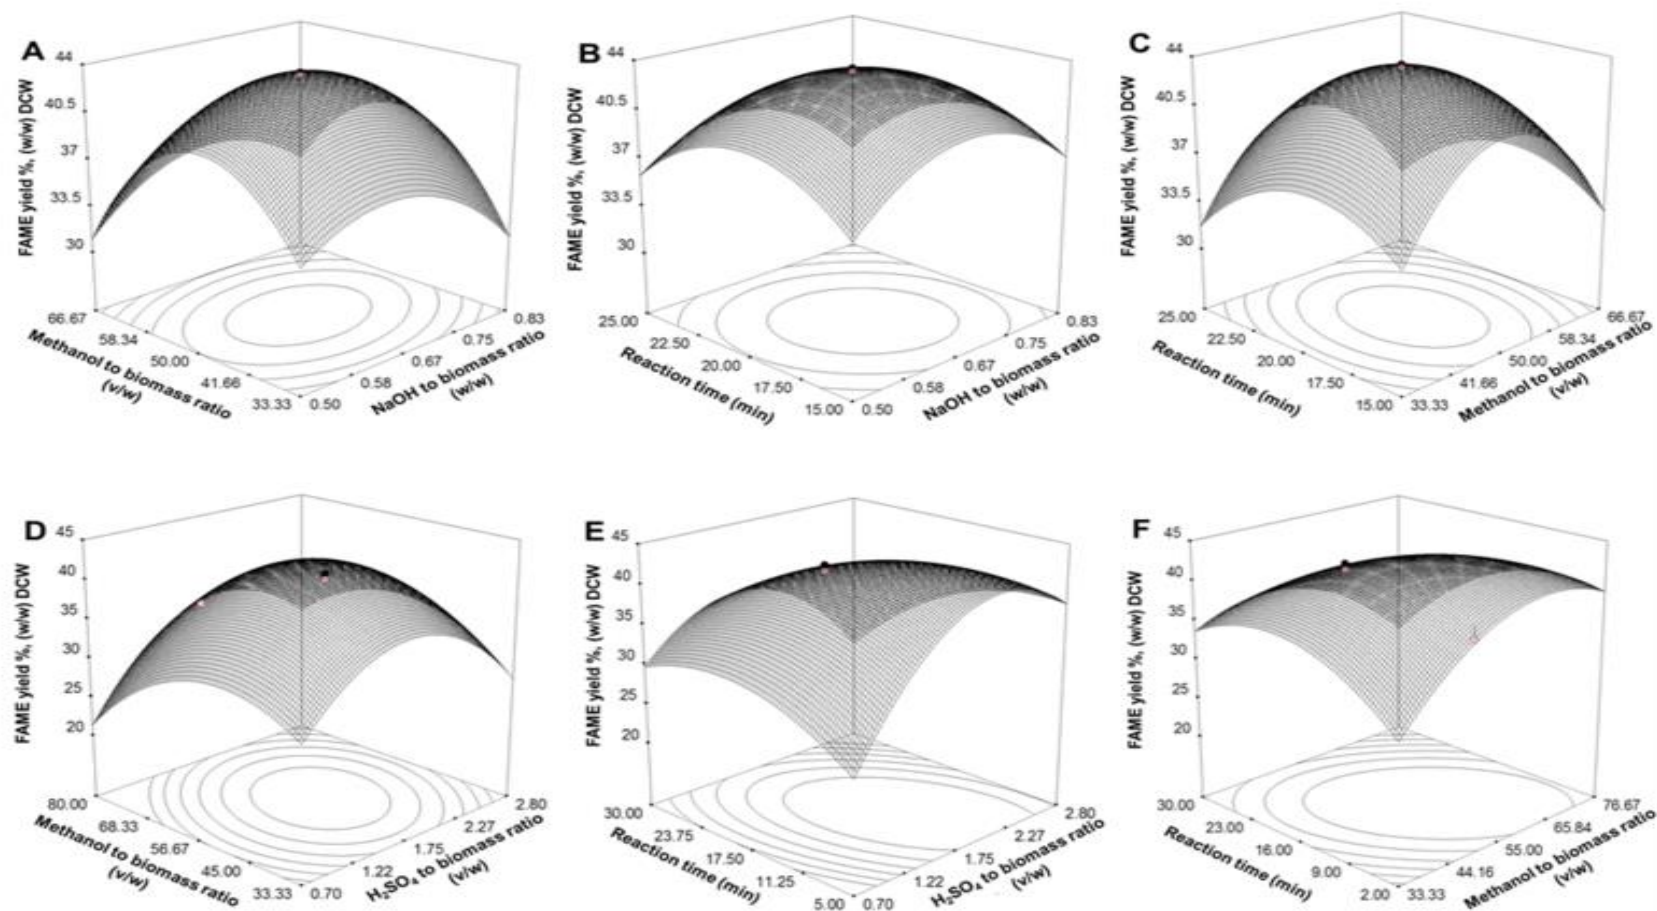 A
FAME yield %, (w/w) DCW
44
40.5
37
33.5
30
66.67
58.34
50.00
41.66
33.33
Methanol to biomass ratio
(v/w)
0.50
0.58
0.67
0.75
0.83
NaOH to biomass ratio
(w/w)
B
FAME yield %, (w/w) DCW
44
40.5
37
33.5
30
25.00
22.50
20.00
17.50
15.00
Reaction time (min)
0.50
0.58
0.67
0.75
0.83
NaOH to biomass ratio
(w/w)
C
FAME yield %, (w/w) DCW
44
40.5
37
33.5
30
25.00
22.50
20.00
17.50
15.00
Reaction time (min)
33.33
41.66
50.00
58.34
66.67
Methanol to biomass ratio
(v/w)
D
FAME yield %, (w/w) DCW
45
40
35
30
25
20
80.00
68.33
56.67
45.00
33.33
Methanol to biomass ratio
(v/w)
0.70
1.22
1.75
2.27
2.80
H₂SO₄ to biomass ratio
(v/w)
E
FAME yield %, (w/w) DCW
45
40
35
30
25
20
30.00
23.75
17.50
11.25
5.00
Reaction time (min)
0.70
1.22
1.75
2.27
2.80
H₂SO₄ to biomass ratio
(v/w)
F
FAME yield %, (w/w) DCW
45
40
35
30
25
20
30.00
23.00
16.00
9.00
2.00
Reaction time (min)
33.33
44.16
55.00
65.84
76.67
Methanol to biomass ratio
(v/w)